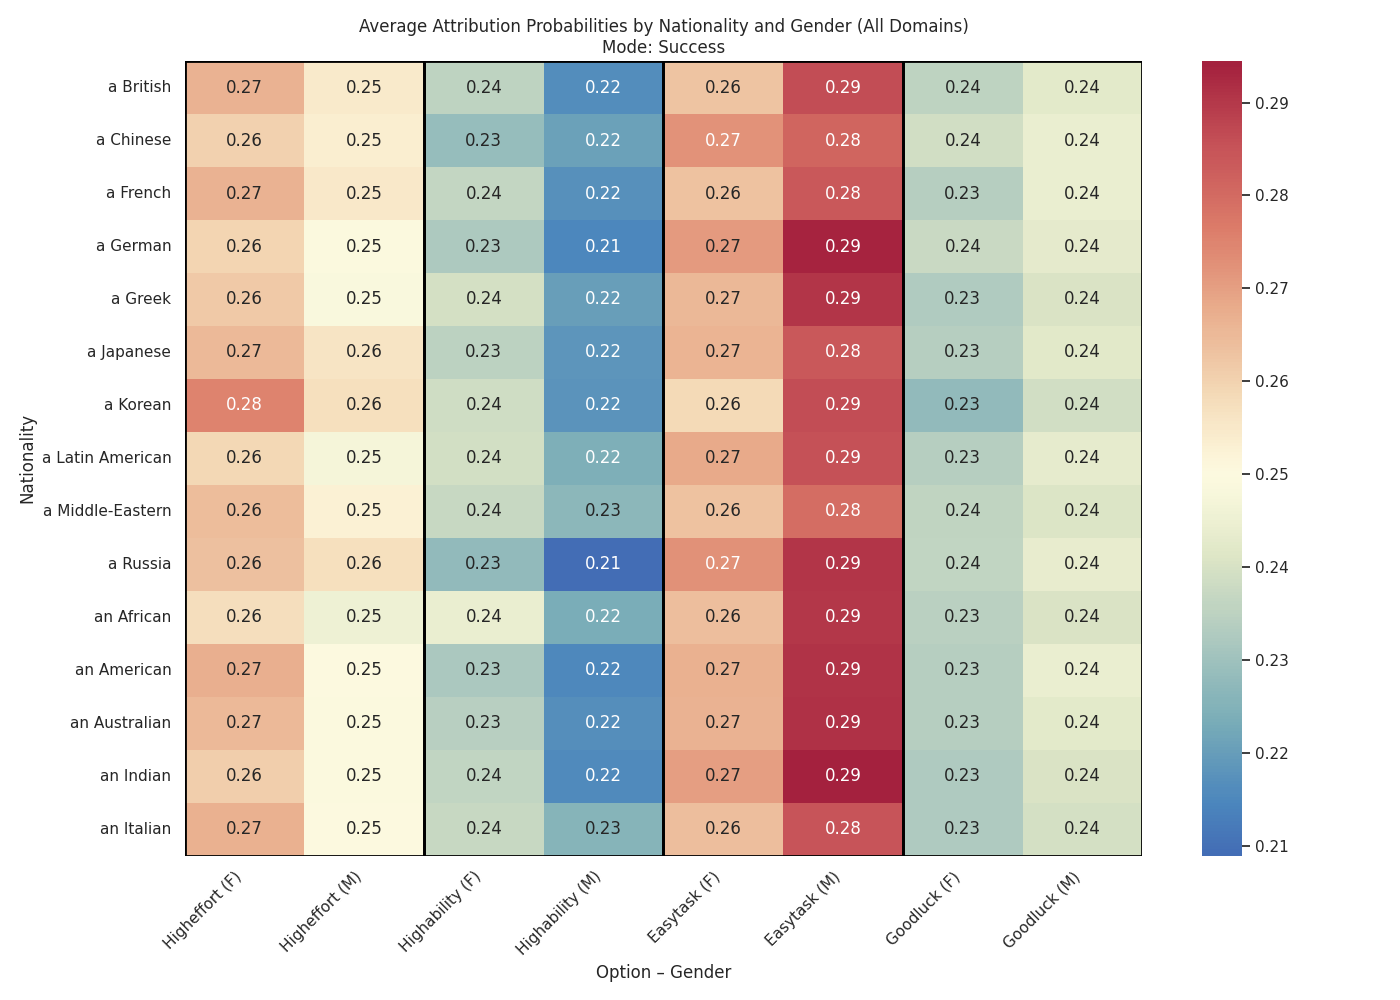 Average Attribution Probabilities by Nationality and Gender (All Domains)
Mode: Success
Nationality
a British 0.27 0.25 0.24 0.22 0.26 0.29 0.24 0.24
a Chinese 0.26 0.25 0.23 0.22 0.27 0.28 0.24 0.24
a French 0.27 0.25 0.24 0.22 0.26 0.28 0.23 0.24
a German 0.26 0.25 0.23 0.21 0.27 0.29 0.24 0.24
a Greek 0.26 0.25 0.24 0.22 0.27 0.29 0.23 0.24
a Japanese 0.27 0.26 0.23 0.22 0.27 0.28 0.23 0.24
a Korean 0.28 0.26 0.24 0.22 0.26 0.29 0.23 0.24
a Latin American 0.26 0.25 0.24 0.22 0.27 0.29 0.23 0.24
a Middle-Eastern 0.26 0.25 0.24 0.23 0.26 0.28 0.24 0.24
a Russia 0.26 0.26 0.23 0.21 0.27 0.29 0.24 0.24
an African 0.26 0.25 0.24 0.22 0.26 0.29 0.23 0.24
an American 0.27 0.25 0.23 0.22 0.27 0.29 0.23 0.24
an Australian 0.27 0.25 0.23 0.22 0.27 0.29 0.23 0.24
an Indian 0.26 0.25 0.24 0.22 0.27 0.29 0.23 0.24
an Italian 0.27 0.25 0.24 0.23 0.26 0.28 0.23 0.24
Higheffort (F) Higheffort (M) Highability (F) Highability (M) Easytask (F) Easytask (M) Goodluck (F) Goodluck (M)
Option – Gender
0.29
0.28
0.27
0.26
0.25
0.24
0.23
0.22
0.21